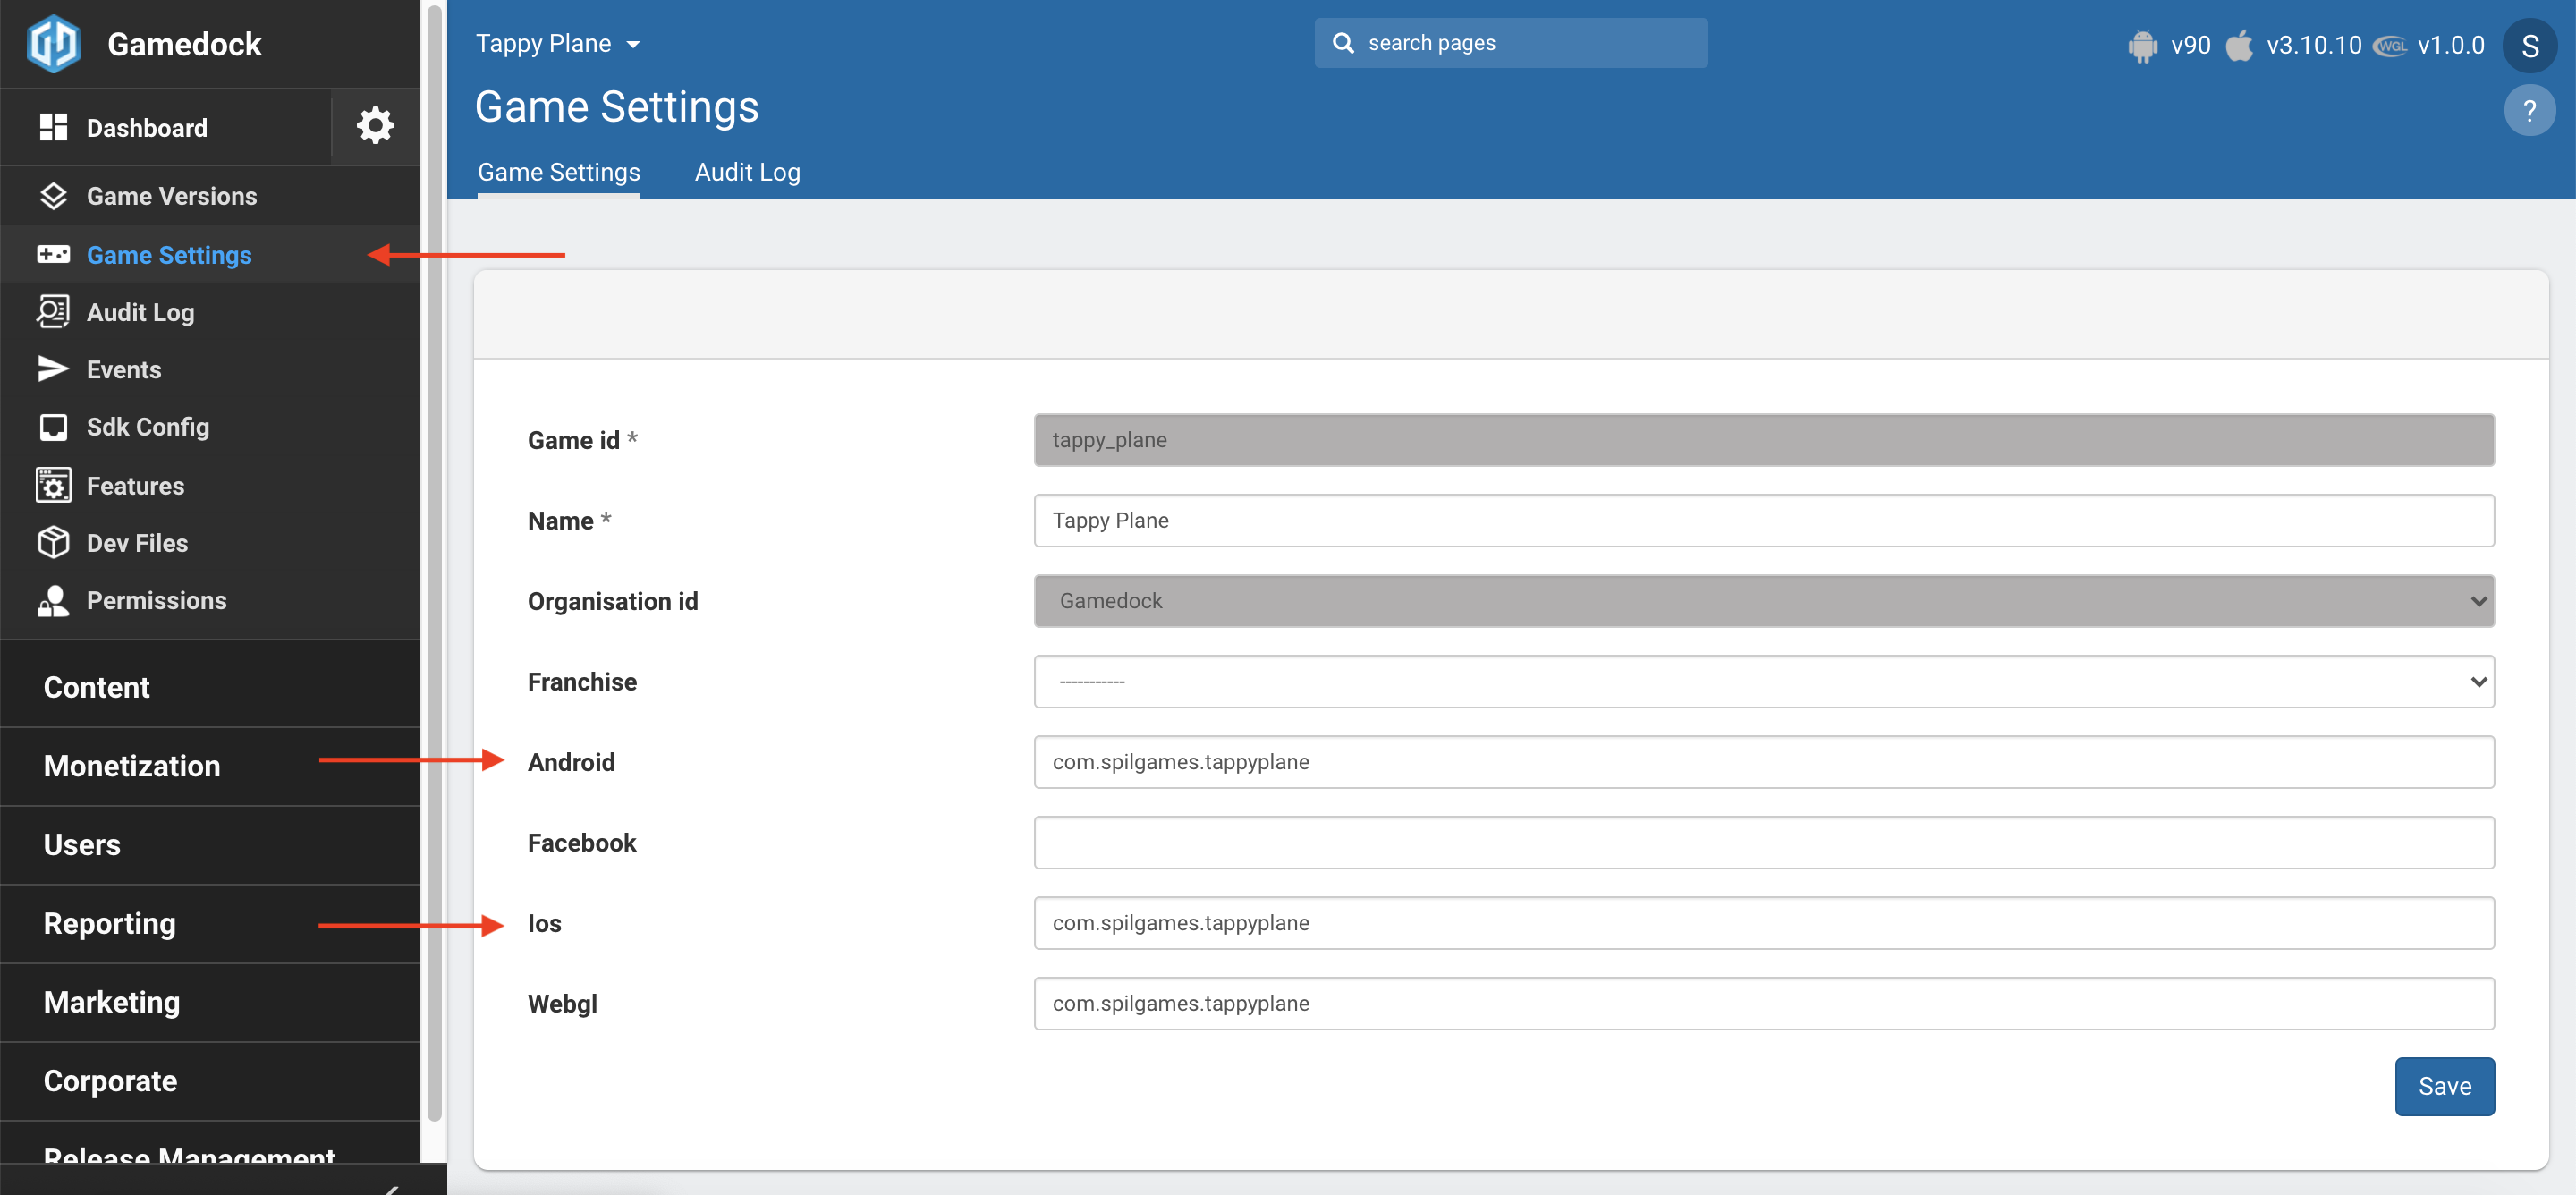 Gamedock
Dashboard
Game Versions
Game Settings
Audit Log
Events
Sdk Config
Features
Dev Files
Permissions
Content
Monetization
Users
Reporting
Marketing
Corporate
Release Management
Tappy Plane
search pages
v90
v3.10.10
WGL
v1.0.0
S
Game Settings
?
Game Settings Audit Log
Game id * tappy_plane
Name * Tappy Plane
Organisation id Gamedock
Franchise -----------
Android com.spilgames.tappyplane
Facebook
Ios com.spilgames.tappyplane
Webgl com.spilgames.tappyplane
Save